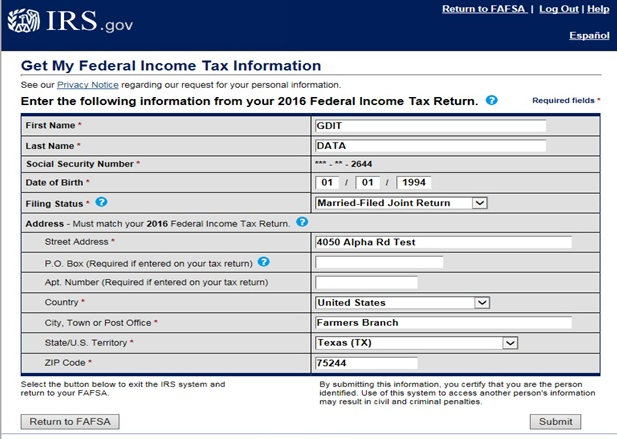 Return to FAFSA | Log Out | Help
IRS.gov
Español
Get My Federal Income Tax Information
See our Privacy Notice regarding our request for your personal information.
Enter the following information from your 2016 Federal Income Tax Return. ? Required fields *
First Name * GDIT
Last Name * DATA
Social Security Number * *** - ** - 2644
Date of Birth * 01 / 01 / 1994
Filing Status * ? Married-Filed Joint Return
Address - Must match your 2016 Federal Income Tax Return. ?
Street Address * 4050 Alpha Rd Test
P.O. Box (Required if entered on your tax return) ?
Apt. Number (Required if entered on your tax return)
Country * United States
City, Town or Post Office * Farmers Branch
State/U.S. Territory * Texas (TX)
ZIP Code * 75244
Select the button below to exit the IRS system and
return to your FAFSA.
By submitting this information, you certify that you are the person
identified. Use of this system to access another person's information
may result in civil and criminal penalties.
Return to FAFSA Submit